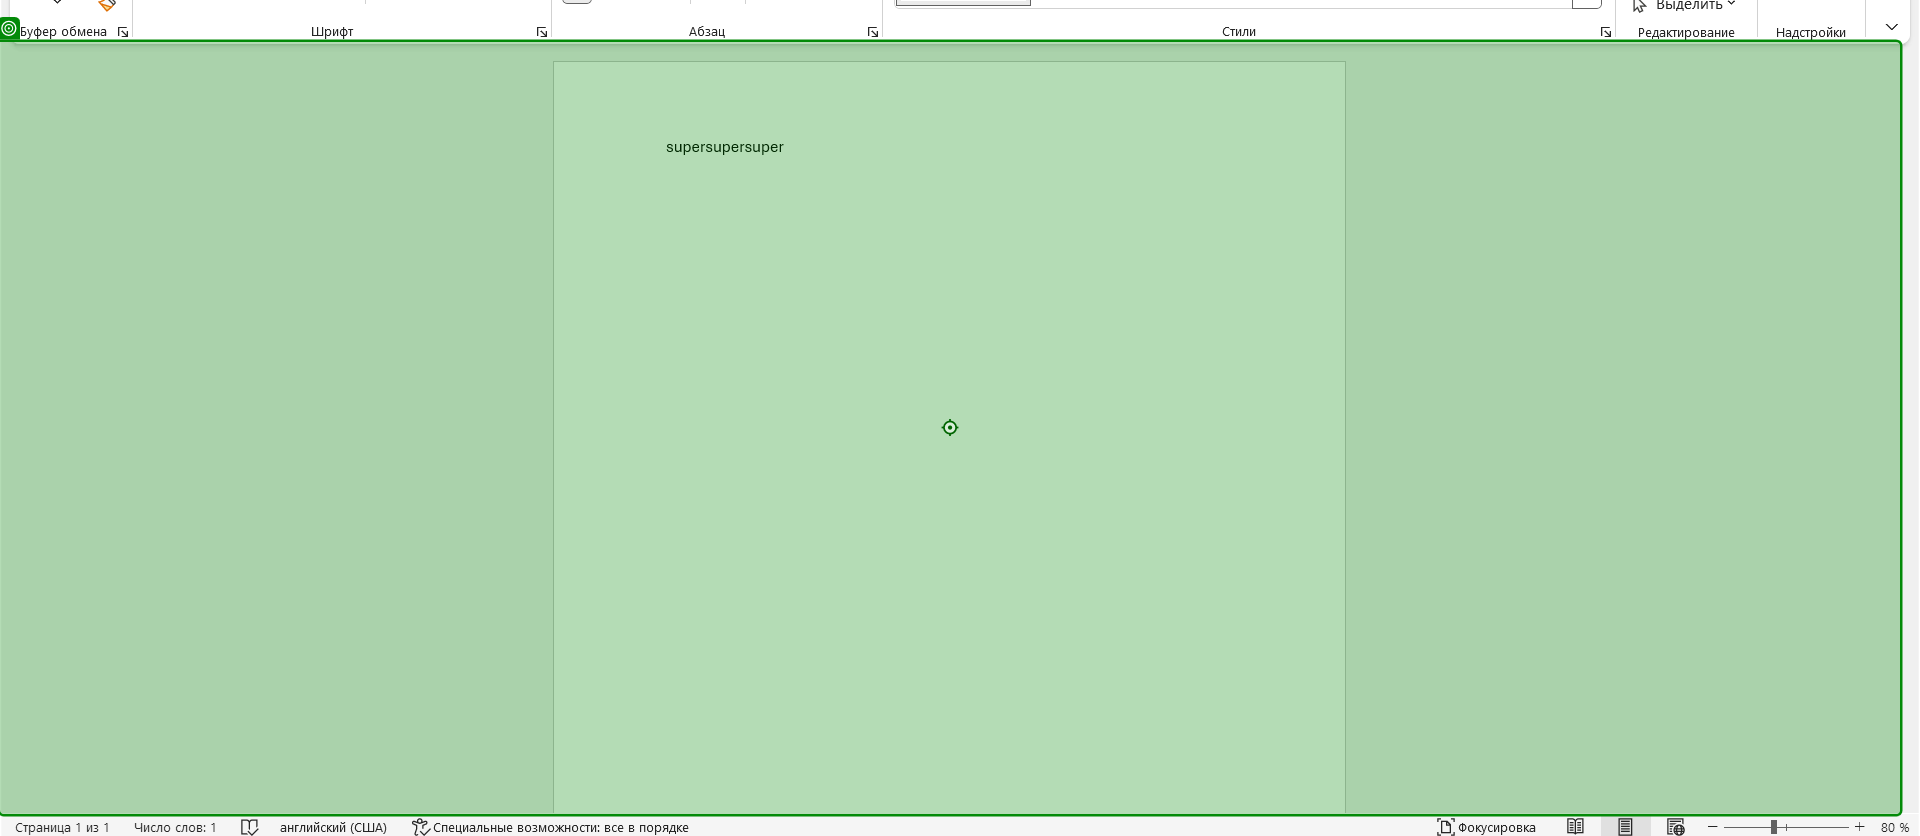 Выделить
Буфер обмена
Шрифт
Абзац
Стили
Редактирование
Надстройки
supersupersuper
Страница 1 из 1
Число слов: 1
английский (США)
Специальные возможности: все в порядке
Фокусировка
80 %